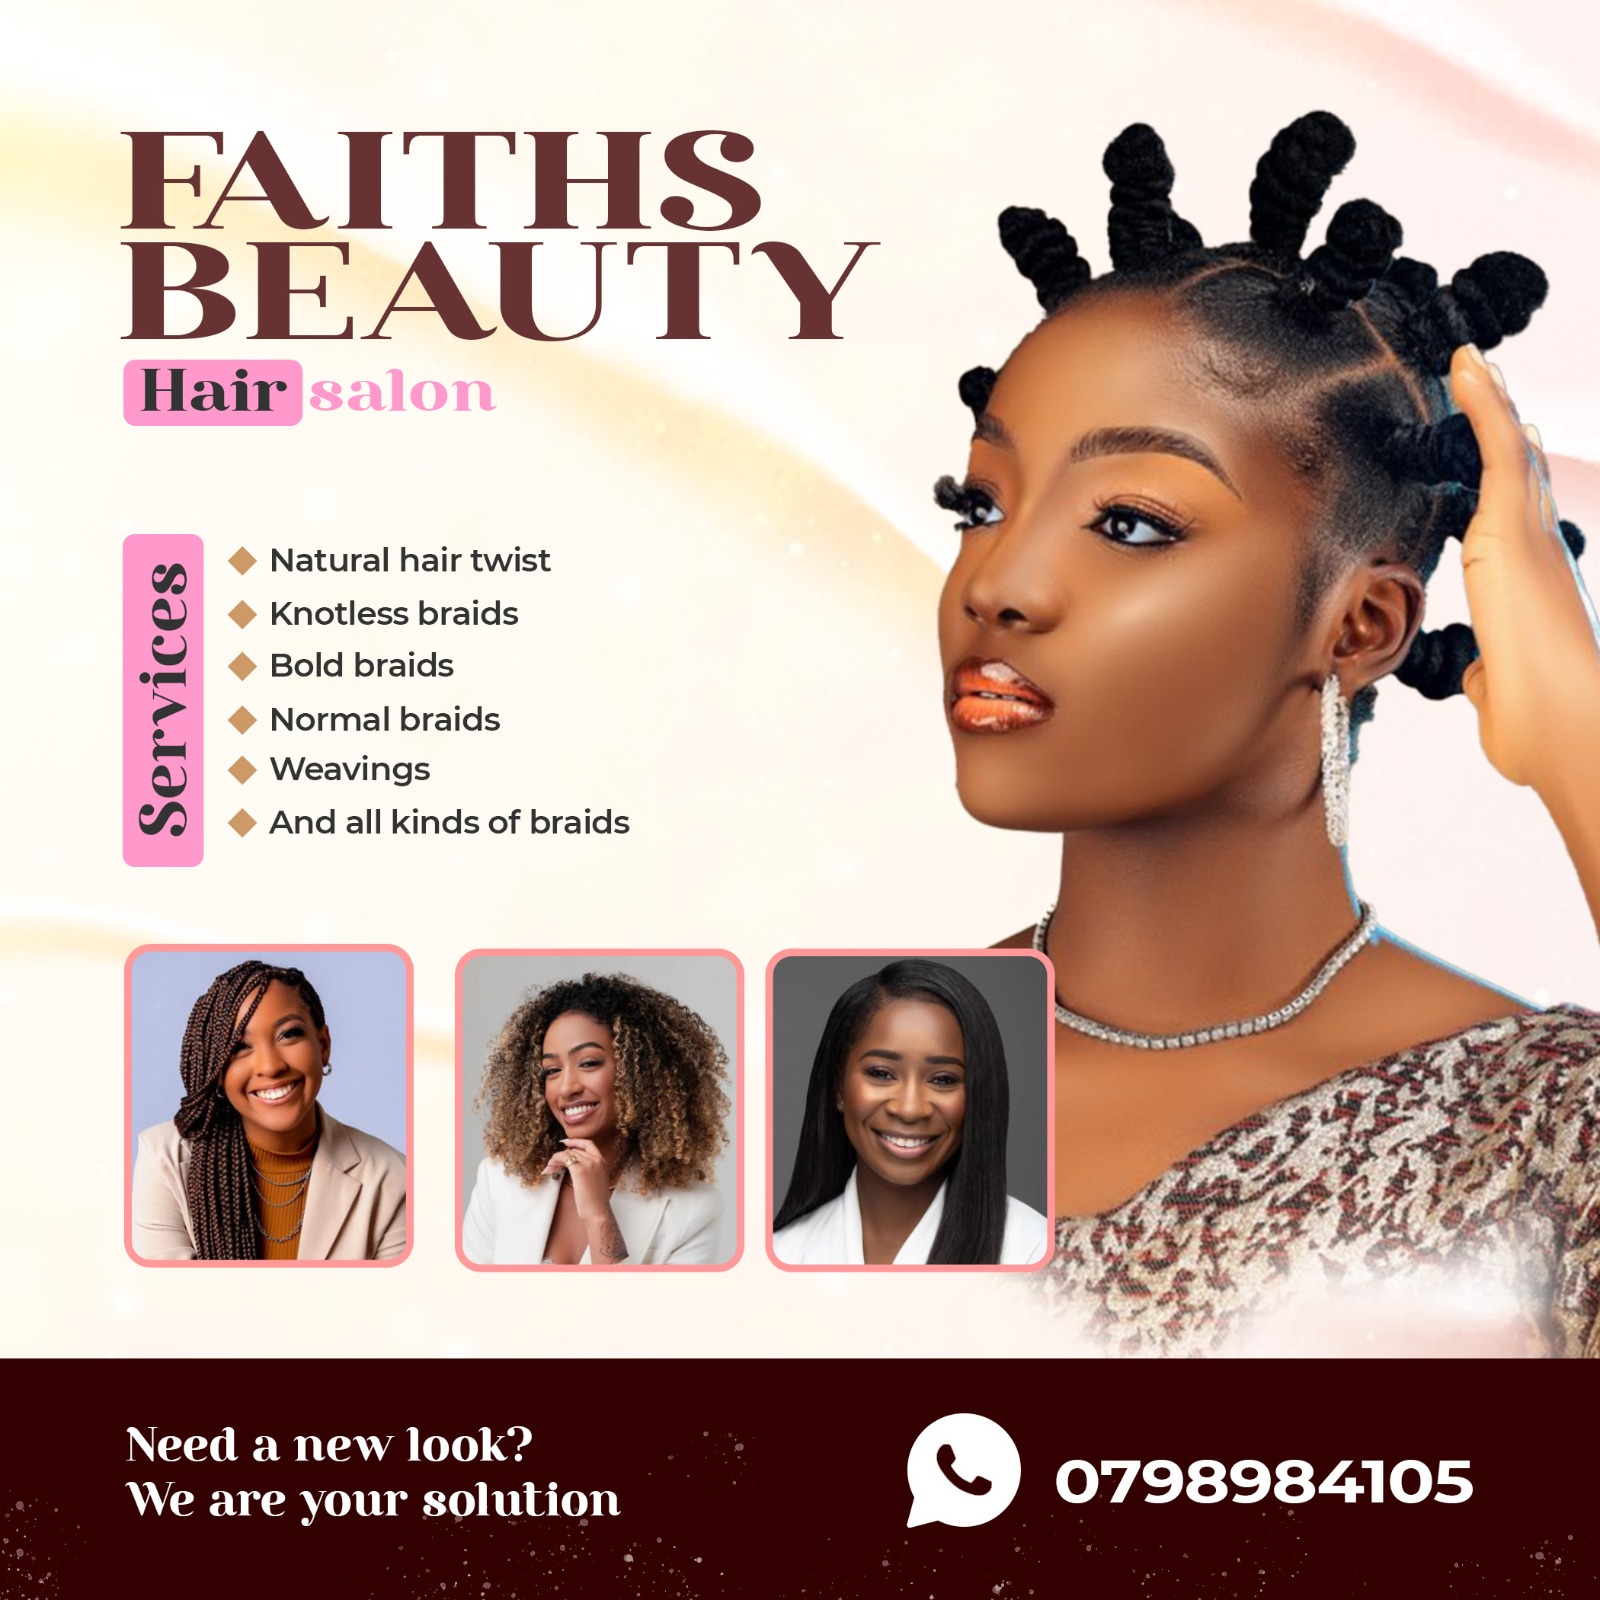 FAITHS
BEAUTY
Hair salon
Services
Natural hair twist
Knotless braids
Bold braids
Normal braids
Weavings
And all kinds of braids
Need a new look?
We are your solution
0798984105